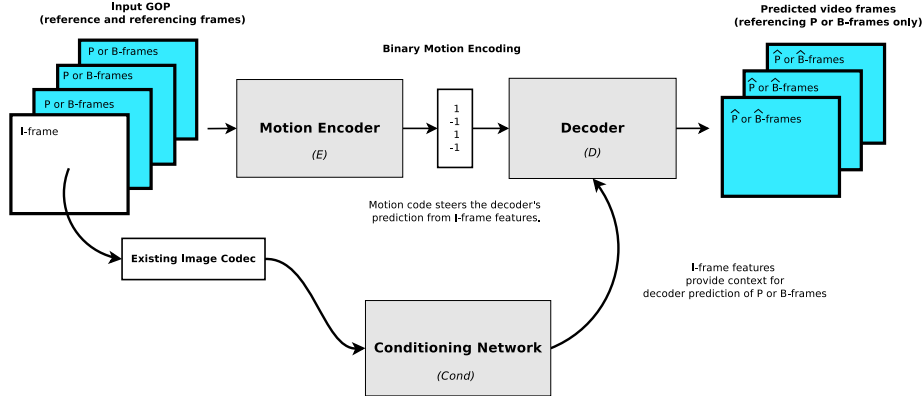 Input GOP
(reference and referencing frames)
P or B-frames
P or B-frames
P or B-frames
I-frame
Motion Encoder
(E)
Binary Motion Encoding
1
-1
1
-1
Decoder
(D)
Predicted video frames
(referencing P or B-frames only)
P̂ or B̂-frames
P̂ or B̂-frames
P̂ or B̂-frames
Motion code steers the decoder's
prediction from I-frame features.
Existing Image Codec
Conditioning Network
(Cond)
I-frame features
provide context for
decoder prediction of P or B-frames